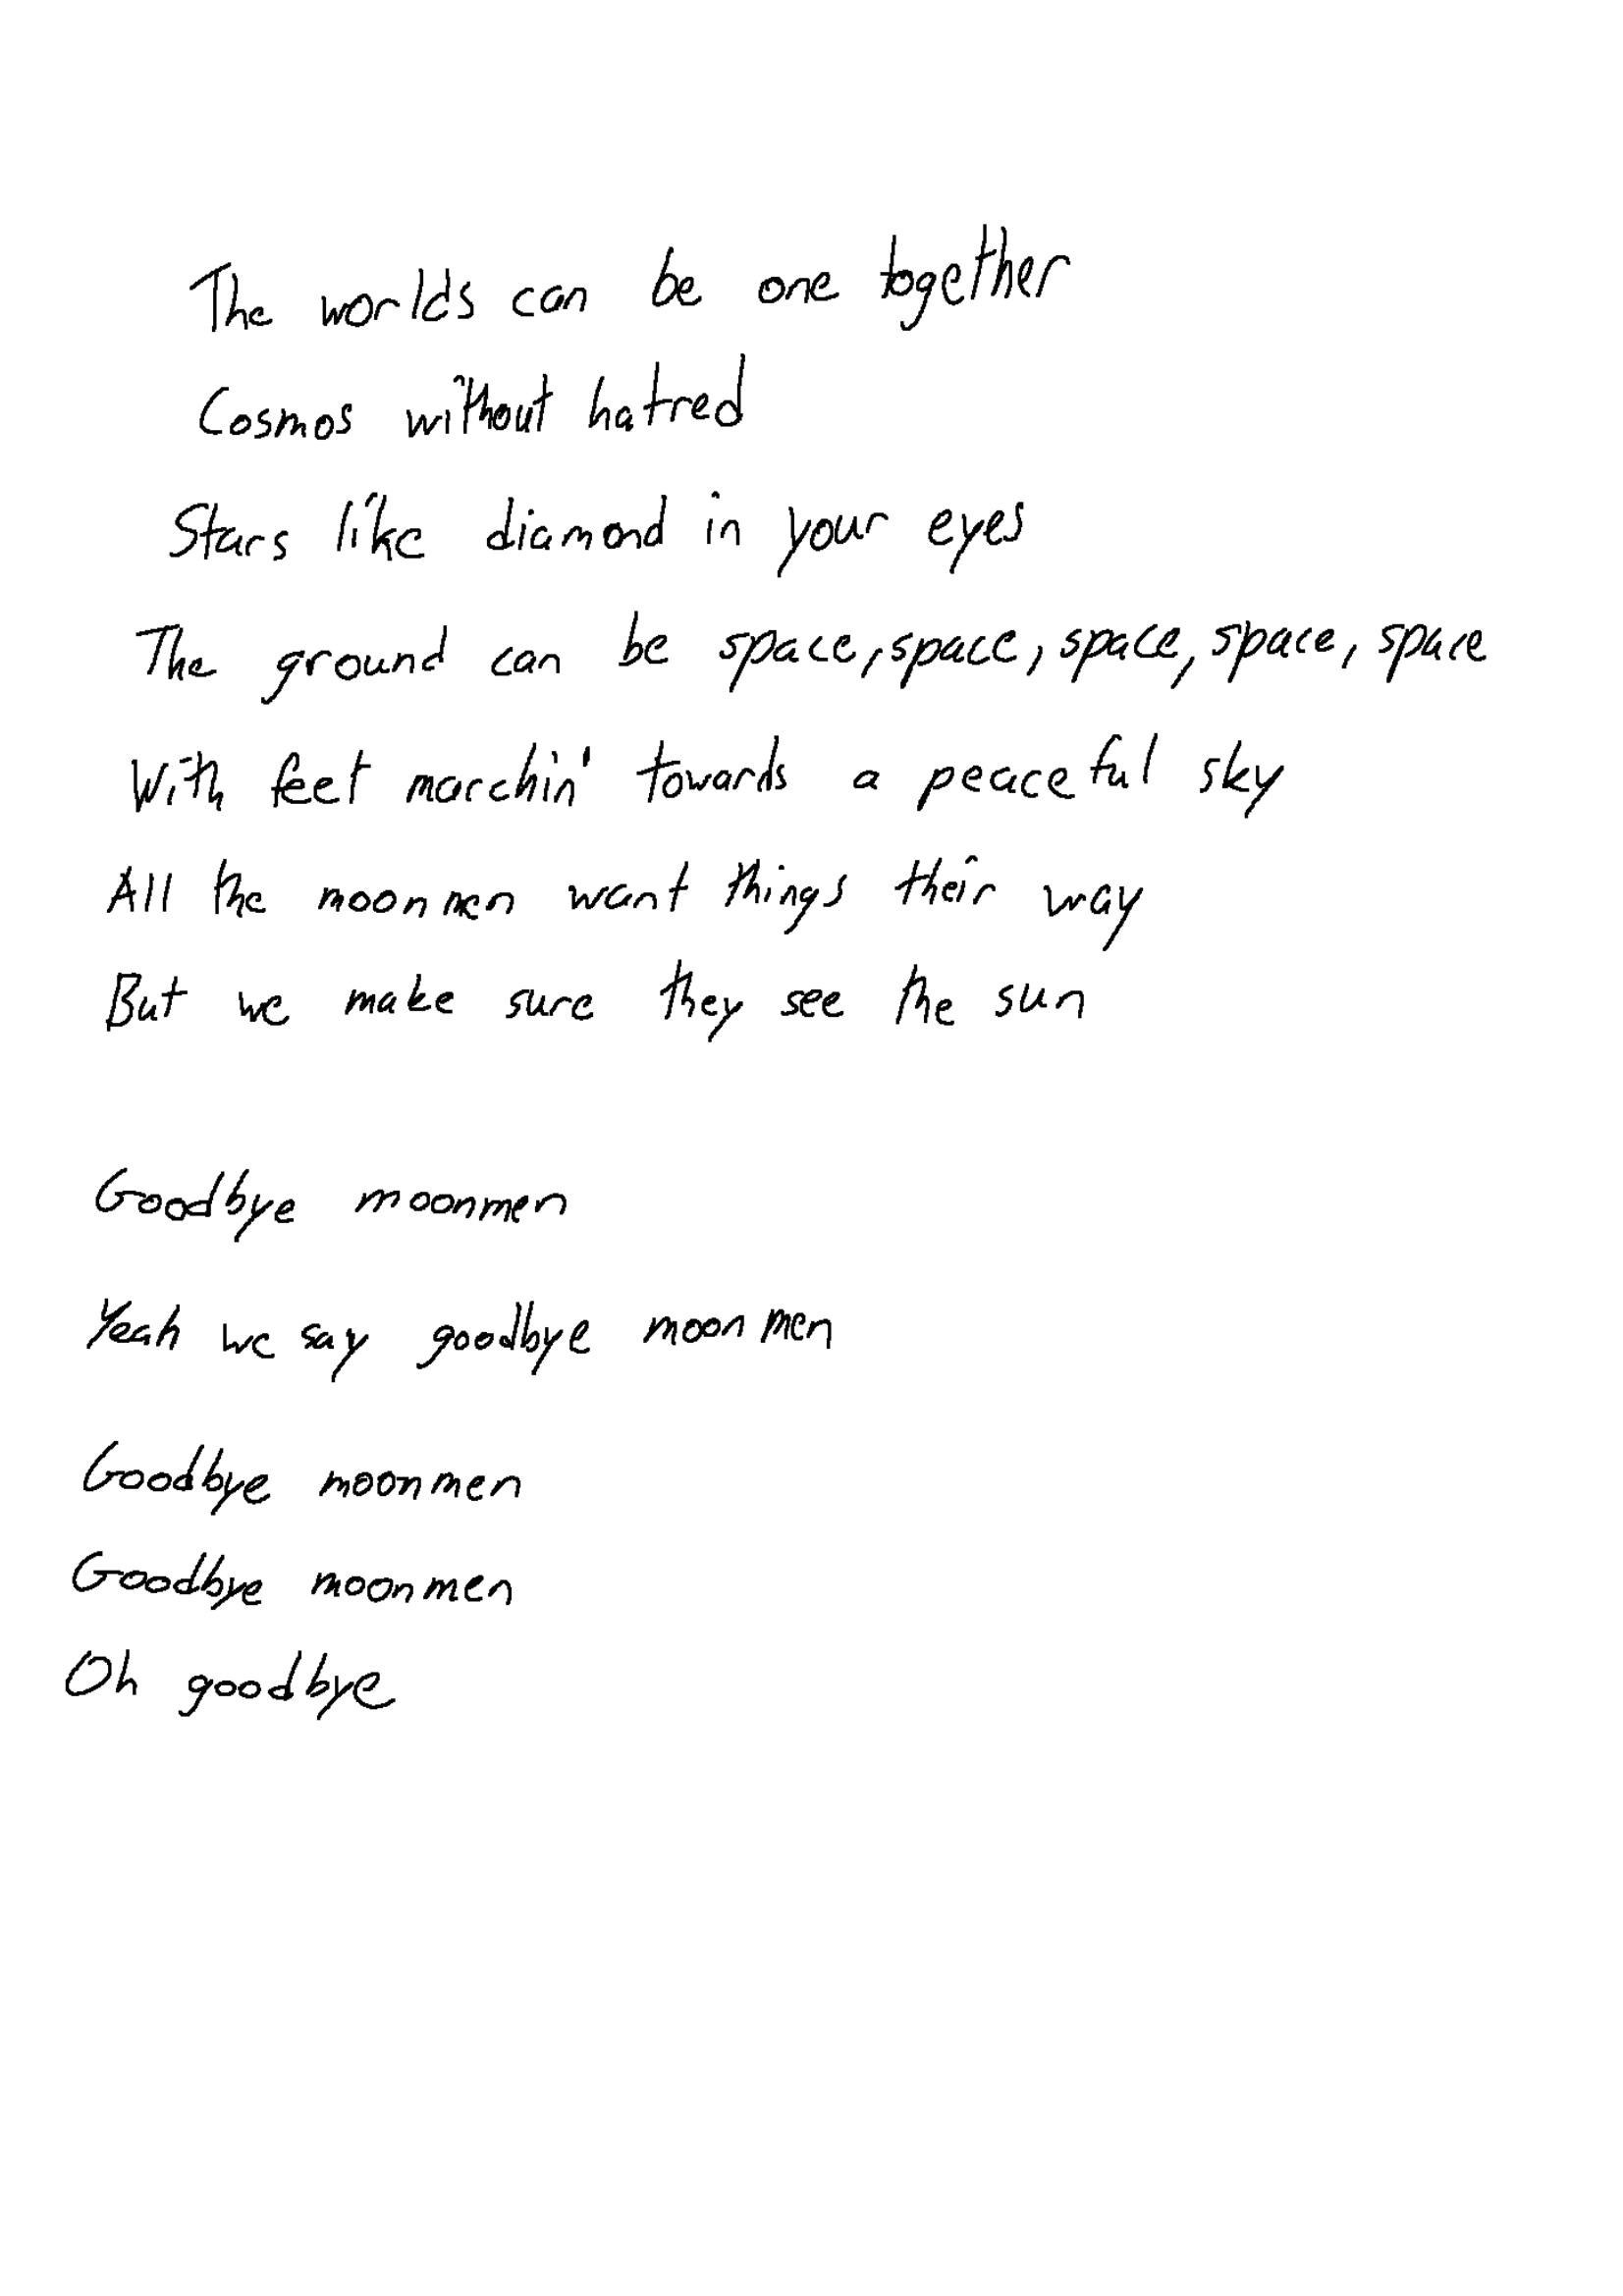 The worlds can be one together
Cosmos without hatred
Stars like diamond in your eyes
The ground can be space, space, space, space, space
With feet marchin' towards a peaceful sky
All the moonmen want things their way
But we make sure they see the sun
Goodbye moonmen
Yeah we say goodbye moonmen
Goodbye moonmen
Goodbye moonmen
Oh goodbye